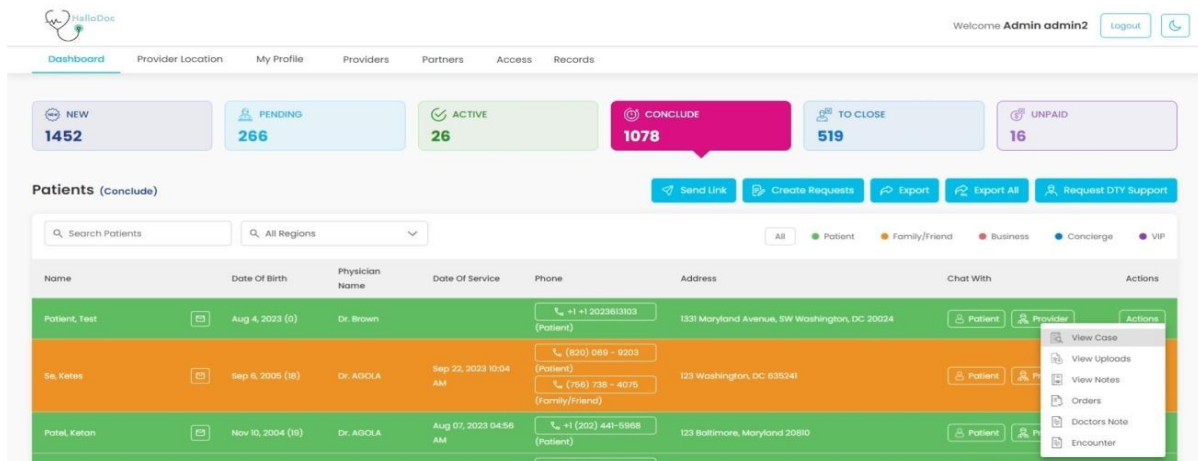 HalloDoc
Welcome Admin admin2 Logout
Dashboard Provider Location My Profile Providers Partners Access Records
NEW PENDING ACTIVE CONCLUDE TO CLOSE UNPAID
1452 266 26 1078 519 16
Patients (Conclude) Send Link Create Requests Export Export All Request DTY Support
Search Patients All Regions All Patient Family/Friend Business Concierge VIP
Name Date Of Birth Physician Name Date Of Service Phone Address Chat With Actions
Patient, Test Aug 4, 2023 (0) Dr. Brown +1 +1 2023613103 1331 Maryland Avenue, SW Washington, DC 20024 Patient Provider Actions
(Patient)
View Case
View Uploads
View Notes
Orders
Doctors Note
Encounter
(820) 069 - 9203
(Patient)
Se, Ketes Sep 6, 2005 (18) Dr. AGOLA Sep 22, 2023 10:04 AM (756) 738 - 4075 123 Washington, DC 635241 Patient
(Family/Friend)
Patel, Ketan Nov 10, 2004 (19) Dr. AGOLA Aug 07, 2023 04:56 AM +1 (202) 441-5968 123 Baltimore, Maryland 20810 Patient
(Patient)